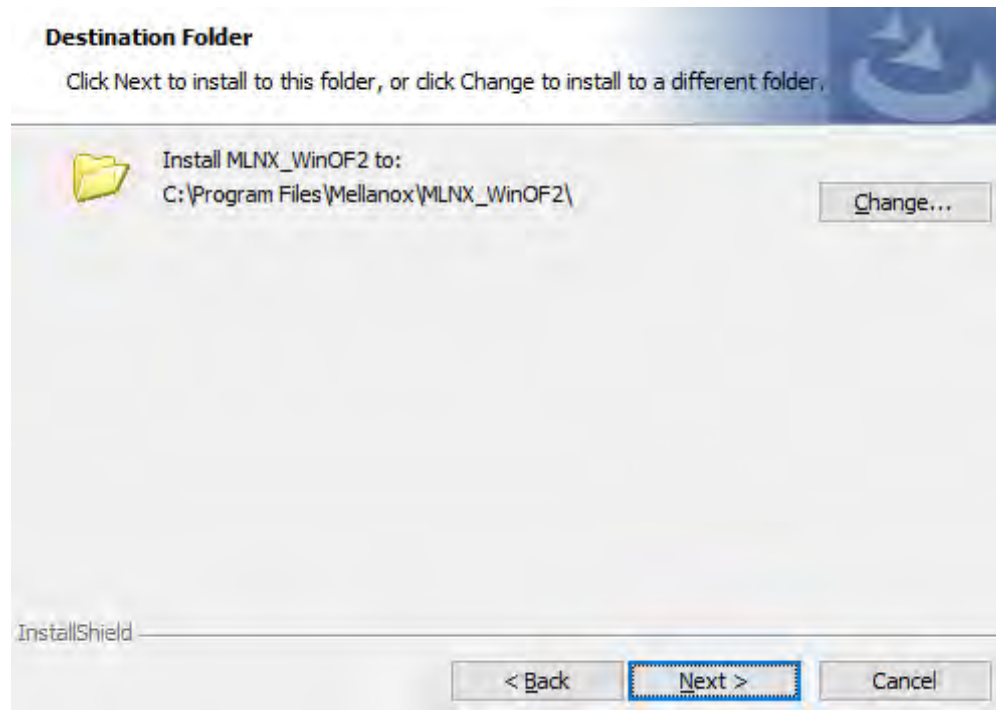 Destination Folder
Click Next to install to this folder, or click Change to install to a different folder.
Install MLNX_WinOF2 to:
C:\Program Files\Mellanox\MLNX_WinOF2\
Change...
InstallShield
< Back
Next >
Cancel